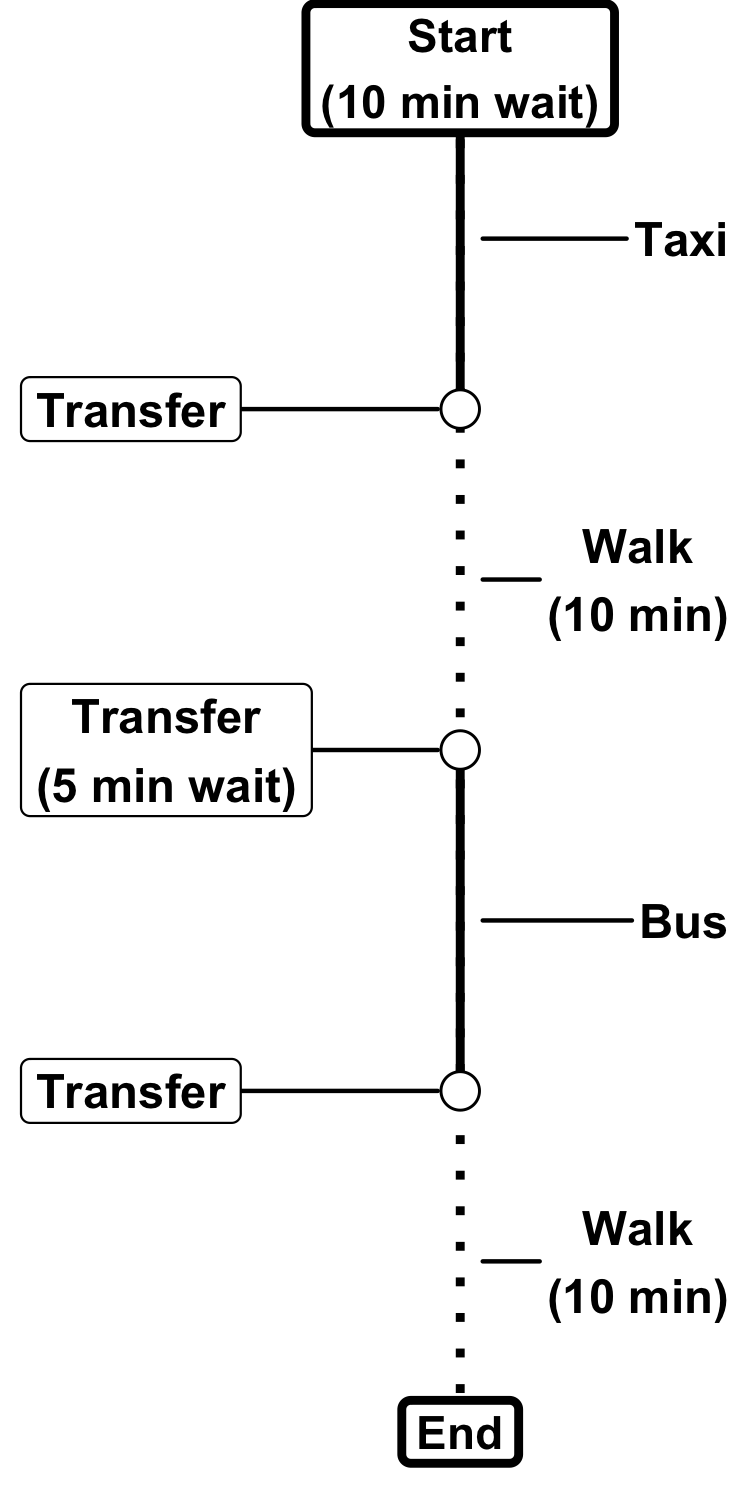 Start
(10 min wait)
Taxi
Transfer
Walk
(10 min)
Transfer
(5 min wait)
Bus
Transfer
Walk
(10 min)
End